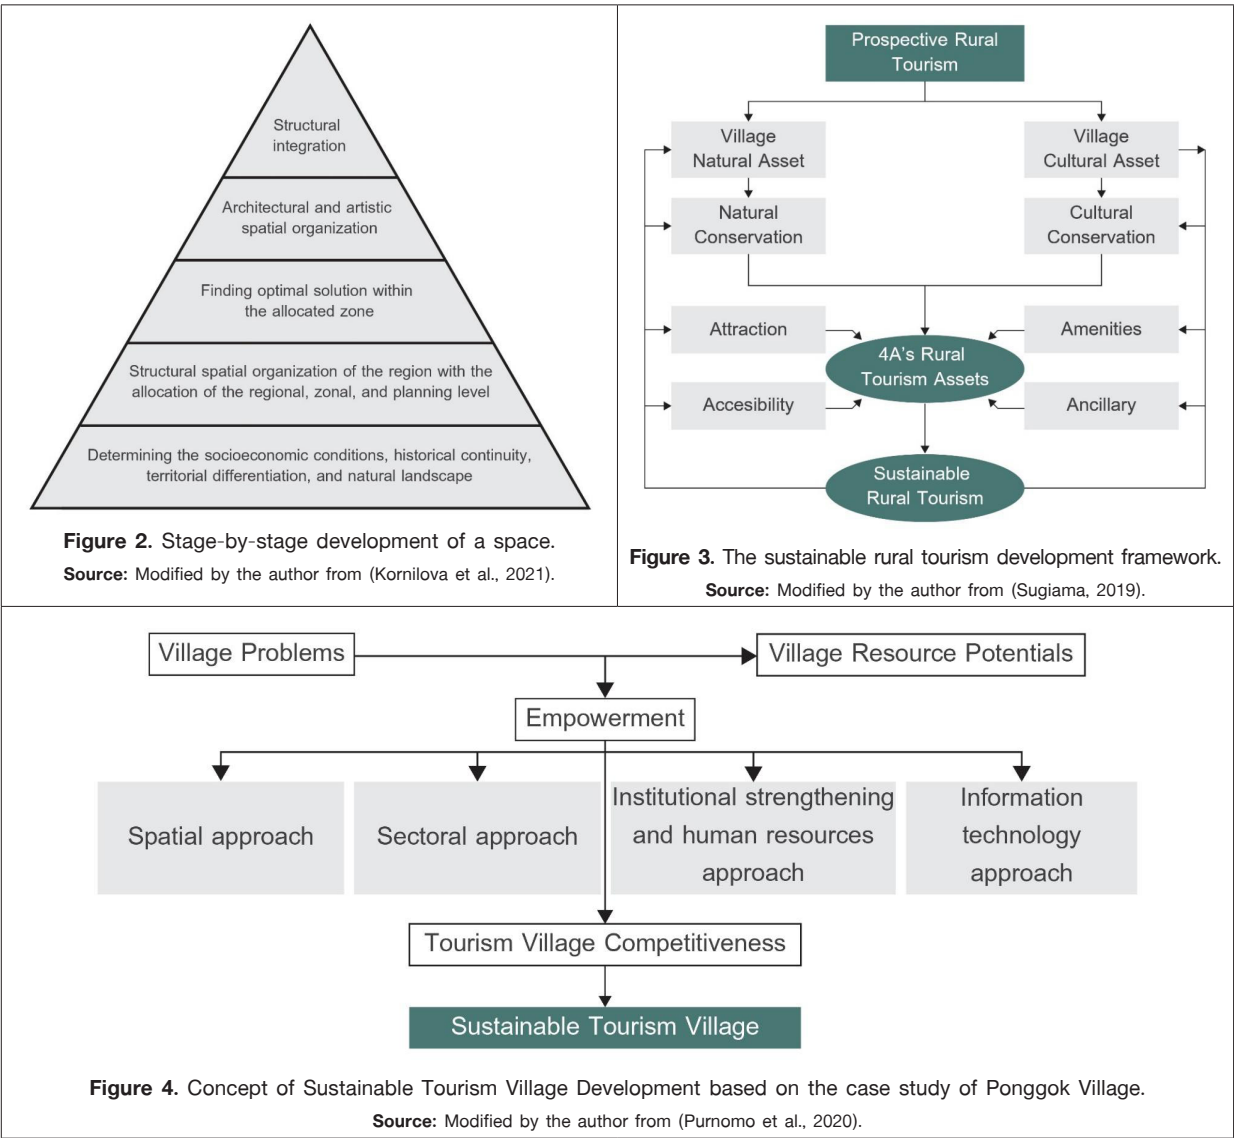 Structural
integration
Architectural and artistic
spatial organization
Finding optimal solution within
the allocated zone
Structural spatial organization of the region with the
allocation of the regional, zonal, and planning level
Determining the socioeconomic conditions, historical continuity,
territorial differentiation, and natural landscape
Figure 2. Stage-by-stage development of a space.
Source: Modified by the author from (Kornilova et al., 2021).
Prospective Rural
Tourism
Village
Natural Asset
Village
Cultural Asset
Natural
Conservation
Cultural
Conservation
Attraction
Amenities
4A's Rural
Tourism Assets
Accesibility
Ancillary
Sustainable
Rural Tourism
Figure 3. The sustainable rural tourism development framework.
Source: Modified by the author from (Sugiama, 2019).
Village Problems
Village Resource Potentials
Empowerment
Spatial approach
Sectoral approach
Institutional strengthening
and human resources
approach
Information
technology
approach
Tourism Village Competitiveness
Sustainable Tourism Village
Figure 4. Concept of Sustainable Tourism Village Development based on the case study of Ponggok Village.
Source: Modified by the author from (Purnomo et al., 2020).